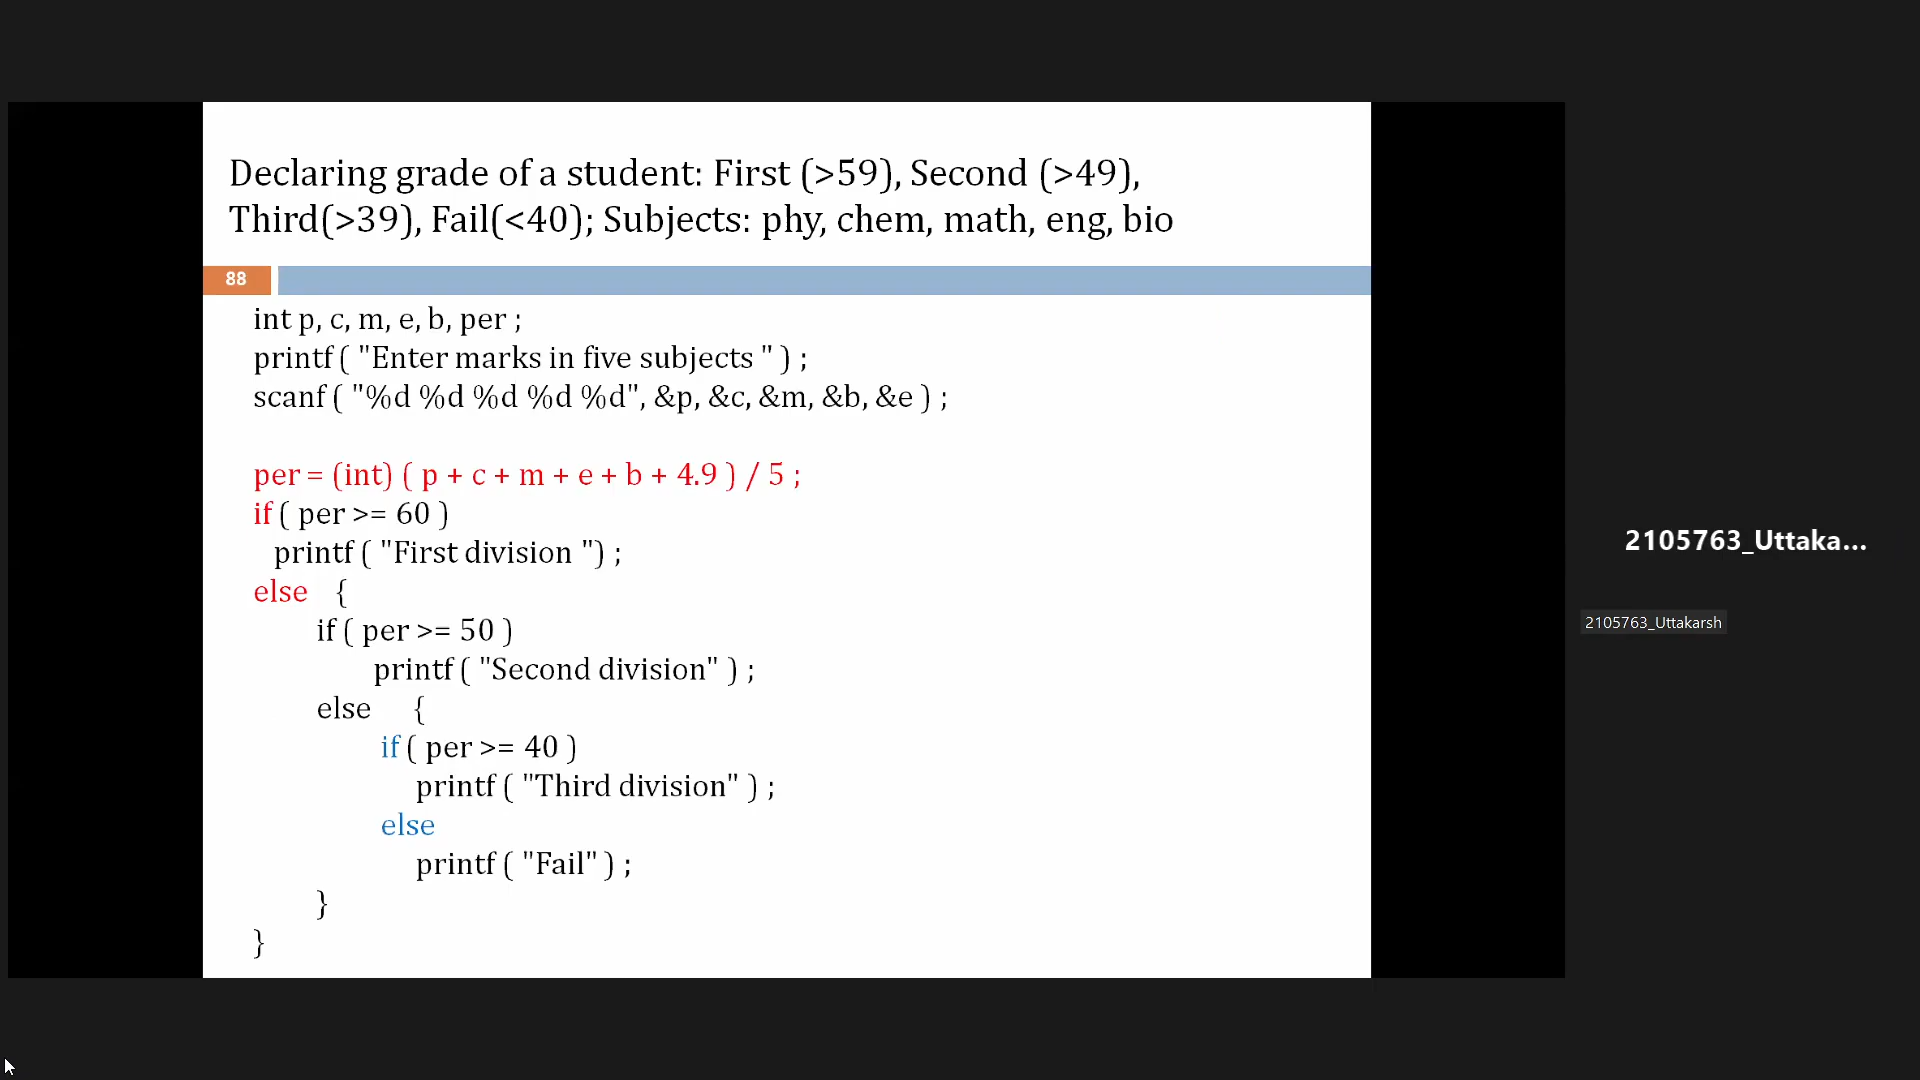 Declaring grade of a student: First (>59), Second (>49),
Third(>39), Fail(<40); Subjects: phy, chem, math, eng, bio
88
int p, c, m, e, b, per ;
printf ( "Enter marks in five subjects " ) ;
scanf ( "%d %d %d %d %d", &p, &c, &m, &b, &e ) ;
per = (int) ( p + c + m + e + b + 4.9 ) / 5 ;
if ( per >= 60 )
printf ( "First division ") ;
else {
if ( per >= 50 )
printf ( "Second division" ) ;
else {
if ( per >= 40 )
printf ( "Third division" ) ;
else
printf ( "Fail" ) ;
}
}
2105763_Uttaka...
2105763_Uttakarsh